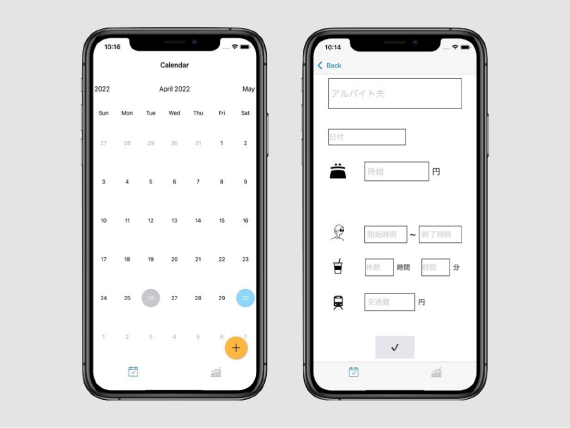 10:16
Calendar
2022 April 2022 May
Sun Mon Tue Wed Thu Fri Sat
27 28 29 30 31 1 2
3 4 5 6 7 8 9
10 11 12 13 14 15 16
17 18 19 20 21 22 23
24 25 26 27 28 29 30
1 2 3 4 5 6 7
+
10:14
Back
アルバイト先
日付
時給 円
開始時間 ~ 終了時間
休憩 時間 休憩 分
交通費 円
✓